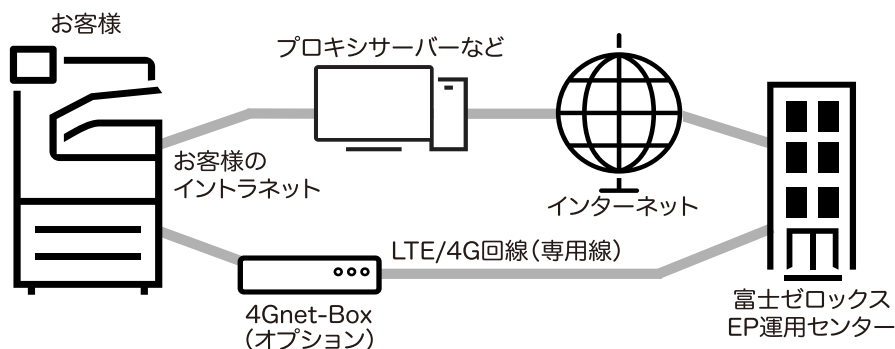 お客様
プロキシサーバーなど
お客様の
イントラネット
インターネット
LTE/4G回線（専用線）
4Gnet-Box
（オプション）
富士ゼロックス
EP運用センター